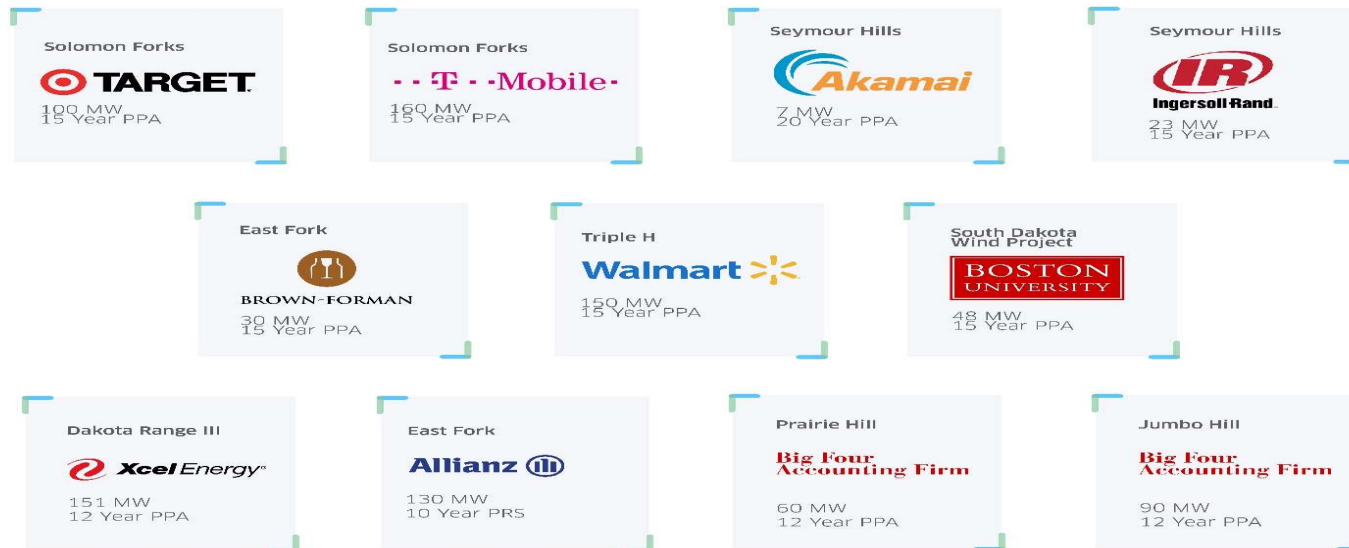 Solomon Forks
TARGET
100 MW
15 Year PPA
Solomon Forks
T Mobile
160 MW
15 Year PPA
Seymour Hills
Akamai
7 MW
20 Year PPA
Seymour Hills
IR
Ingersoll Rand
23 MW
15 Year PPA
East Fork
BROWN-FORMAN
30 MW
15 Year PPA
Triple H
Walmart
150 MW
15 Year PPA
South Dakota
Wind Project
BOSTON
UNIVERSITY
48 MW
15 Year PPA
Dakota Range III
Xcel Energy®
151 MW
12 Year PPA
East Fork
Allianz
130 MW
10 Year PRS
Prairie Hill
Big Four
Accounting Firm
60 MW
12 Year PPA
Jumbo Hill
Big Four
Accounting Firm
90 MW
12 Year PPA